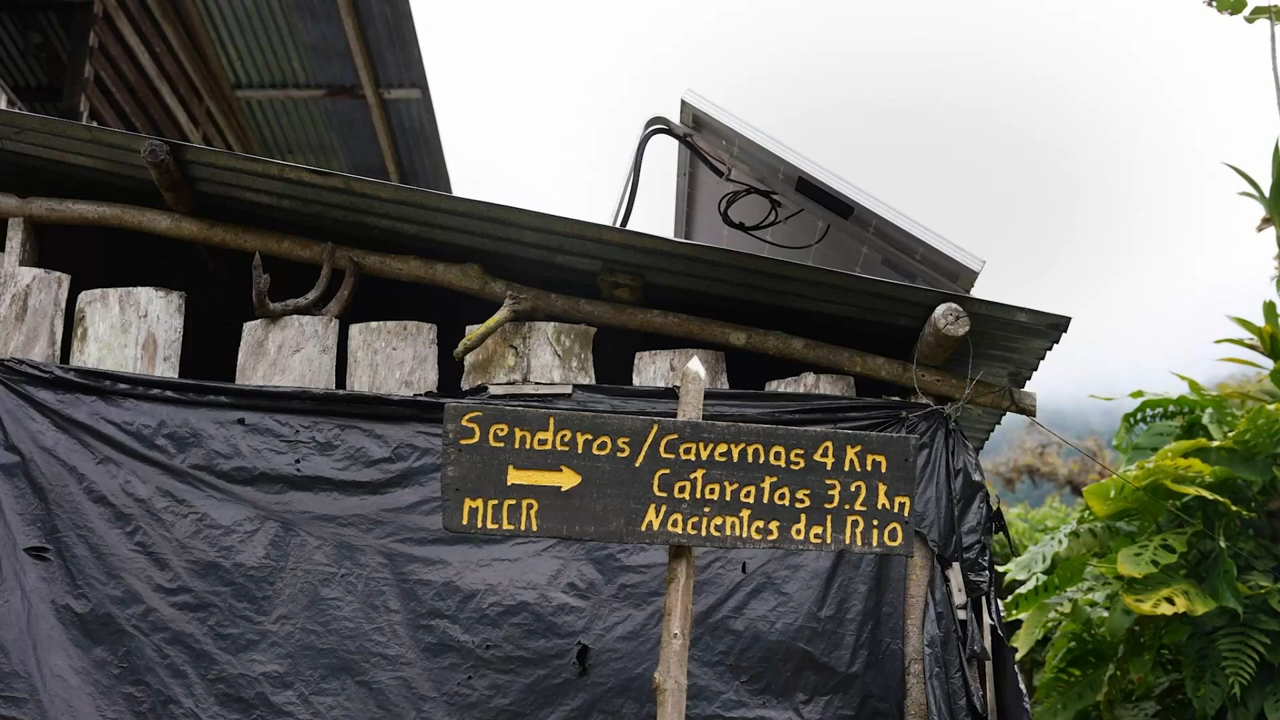 Senderos/Cavernas 4 Km
Cataratas 3.2 Km
MCCR Nacientes del Rio